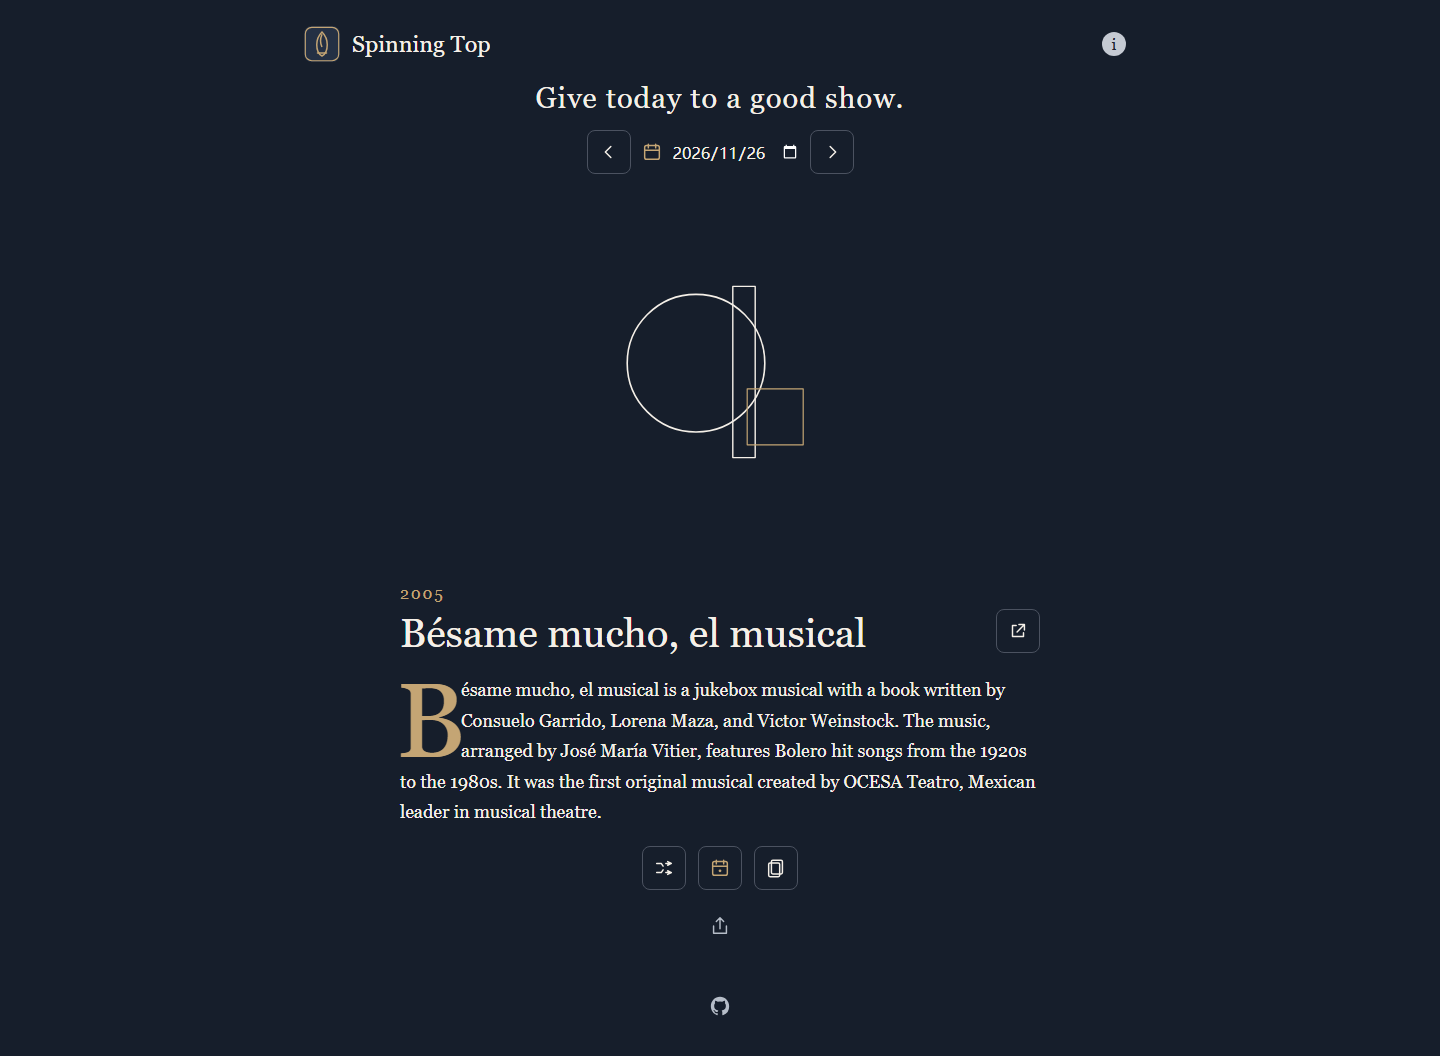 Spinning Top
i
Give today to a good show.
2026/11/26
2005
Bésame mucho, el musical
Bésame mucho, el musical is a jukebox musical with a book written by
Consuelo Garrido, Lorena Maza, and Victor Weinstock. The music,
arranged by José María Vitier, features Bolero hit songs from the 1920s
to the 1980s. It was the first original musical created by OCESA Teatro, Mexican
leader in musical theatre.